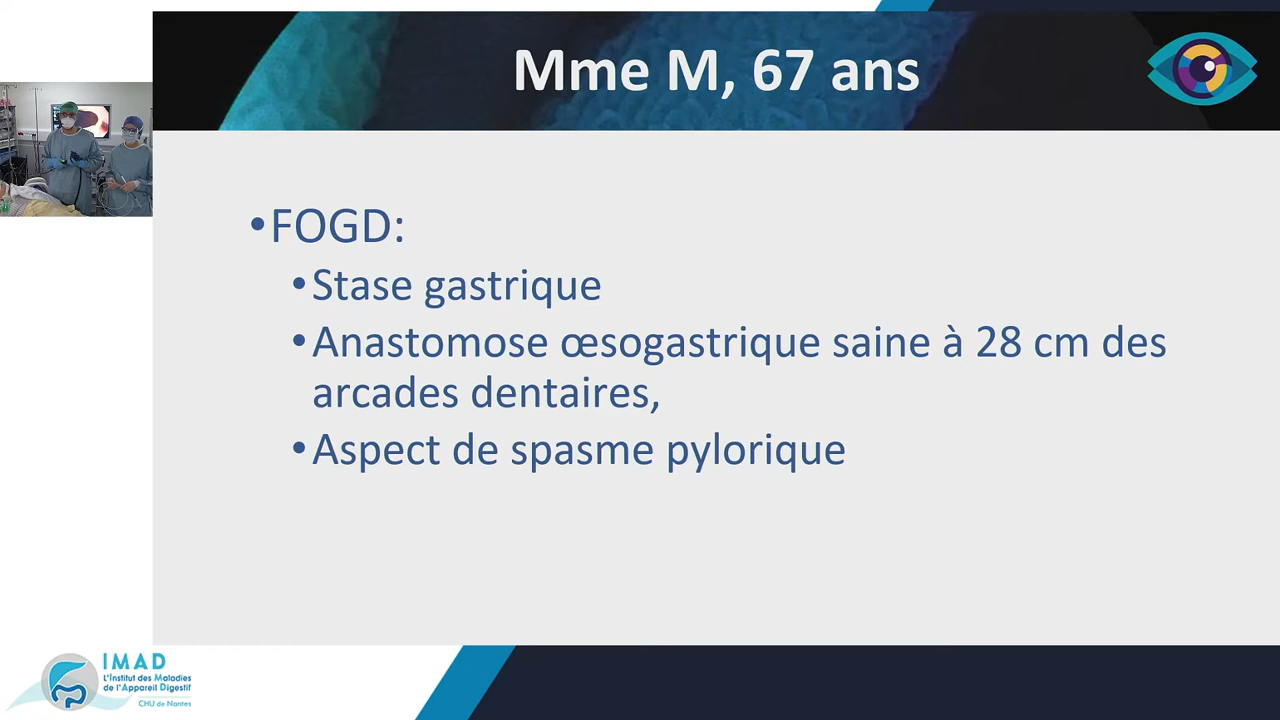 Mme M, 67 ans
•FOGD:
•Stase gastrique
•Anastomose œsogastrique saine à 28 cm des
arcades dentaires,
•Aspect de spasme pylorique
IMAD
L'Institut des Maladies
de l'Appareil Digestif
CHU de Nantes